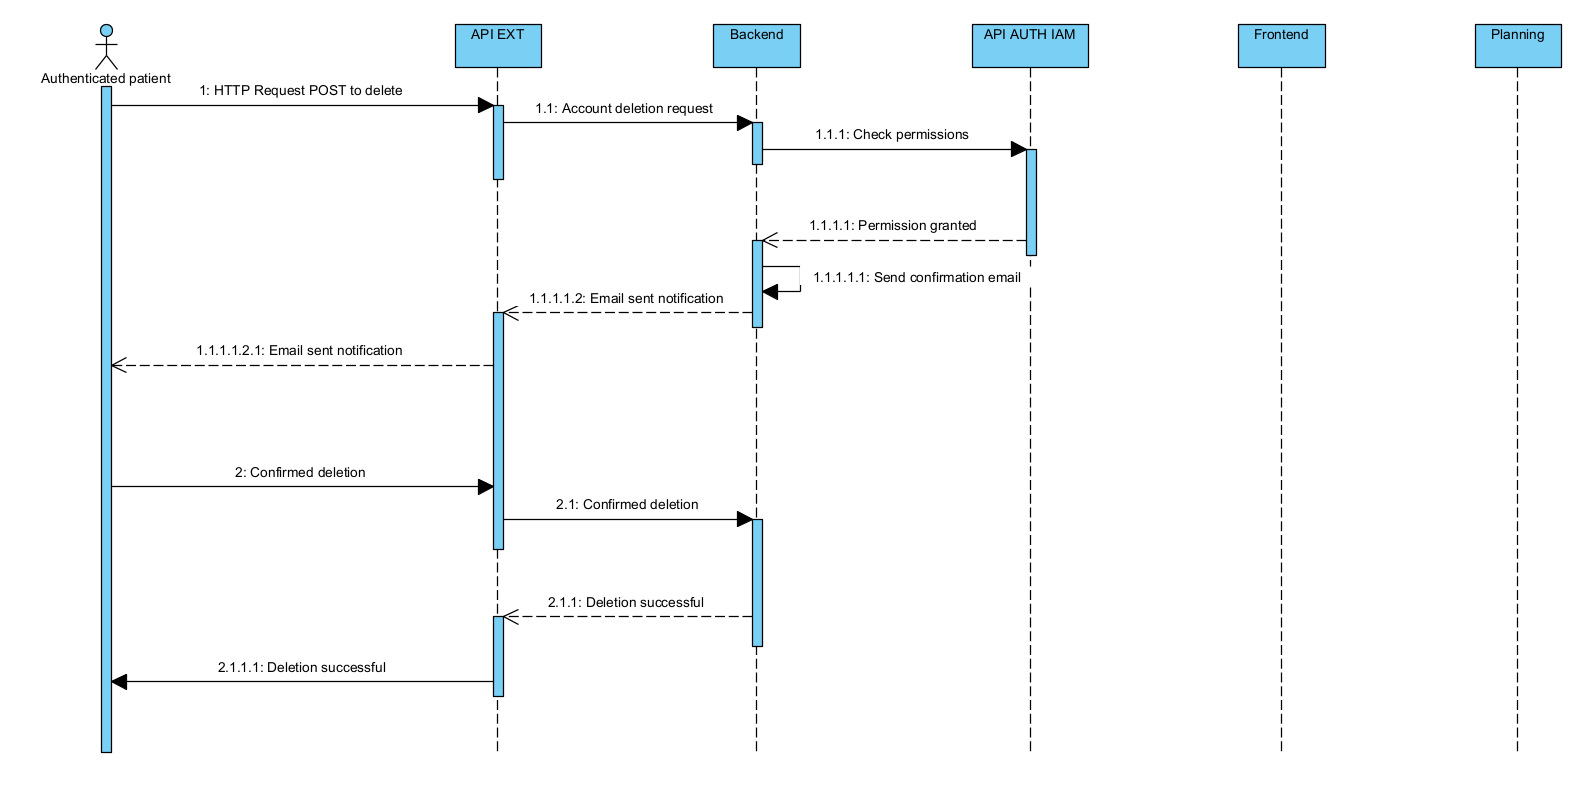 API EXT
Backend
API AUTH IAM
Frontend
Planning
Authenticated patient
1: HTTP Request POST to delete
1.1: Account deletion request
1.1.1: Check permissions
1.1.1.1: Permission granted
1.1.1.1.1: Send confirmation email
1.1.1.1.2: Email sent notification
1.1.1.1.2.1: Email sent notification
2: Confirmed deletion
2.1: Confirmed deletion
2.1.1: Deletion successful
2.1.1.1: Deletion successful